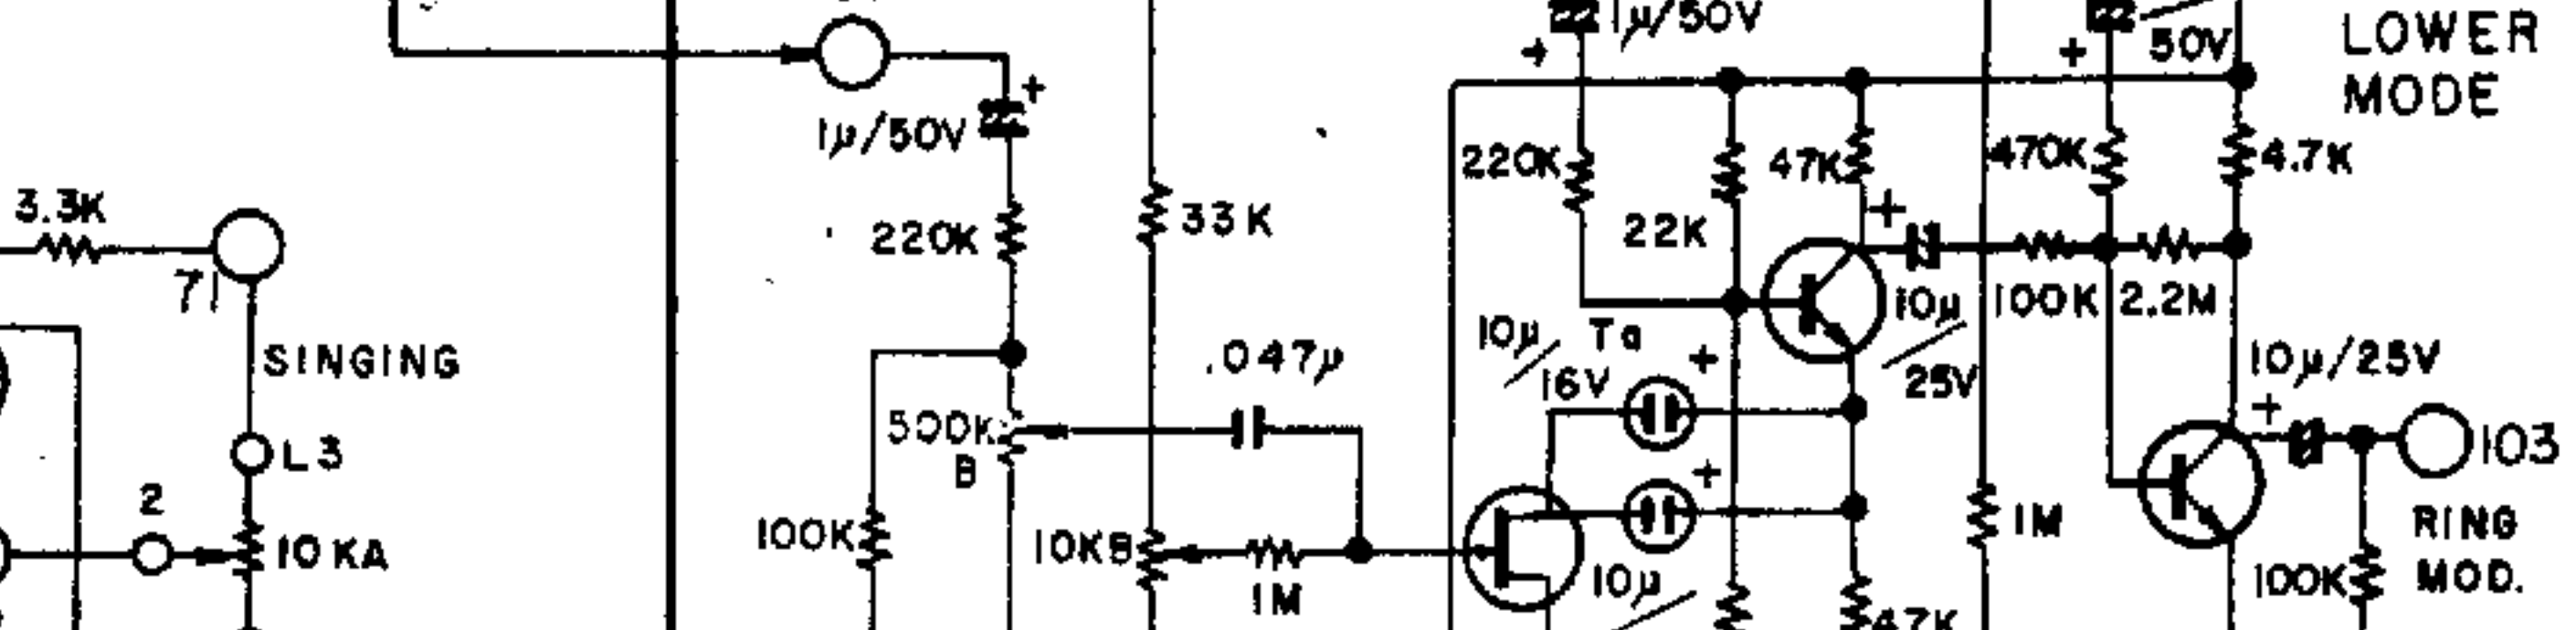 1µ/50V
50V
LOWER
MODE
+
+
+
1µ/50V
220K
47K
470K
4.7K
3.3K
220K
33K
22K
+
71
10µ
100K
2.2M
SINGING
.047µ
10µ/
16V
Ta
+
25V
10µ/25V
+
500K
B
L3
+
103
2
100K
10KB
1M
RING
MOD.
10KA
1M
10µ
100K
47K